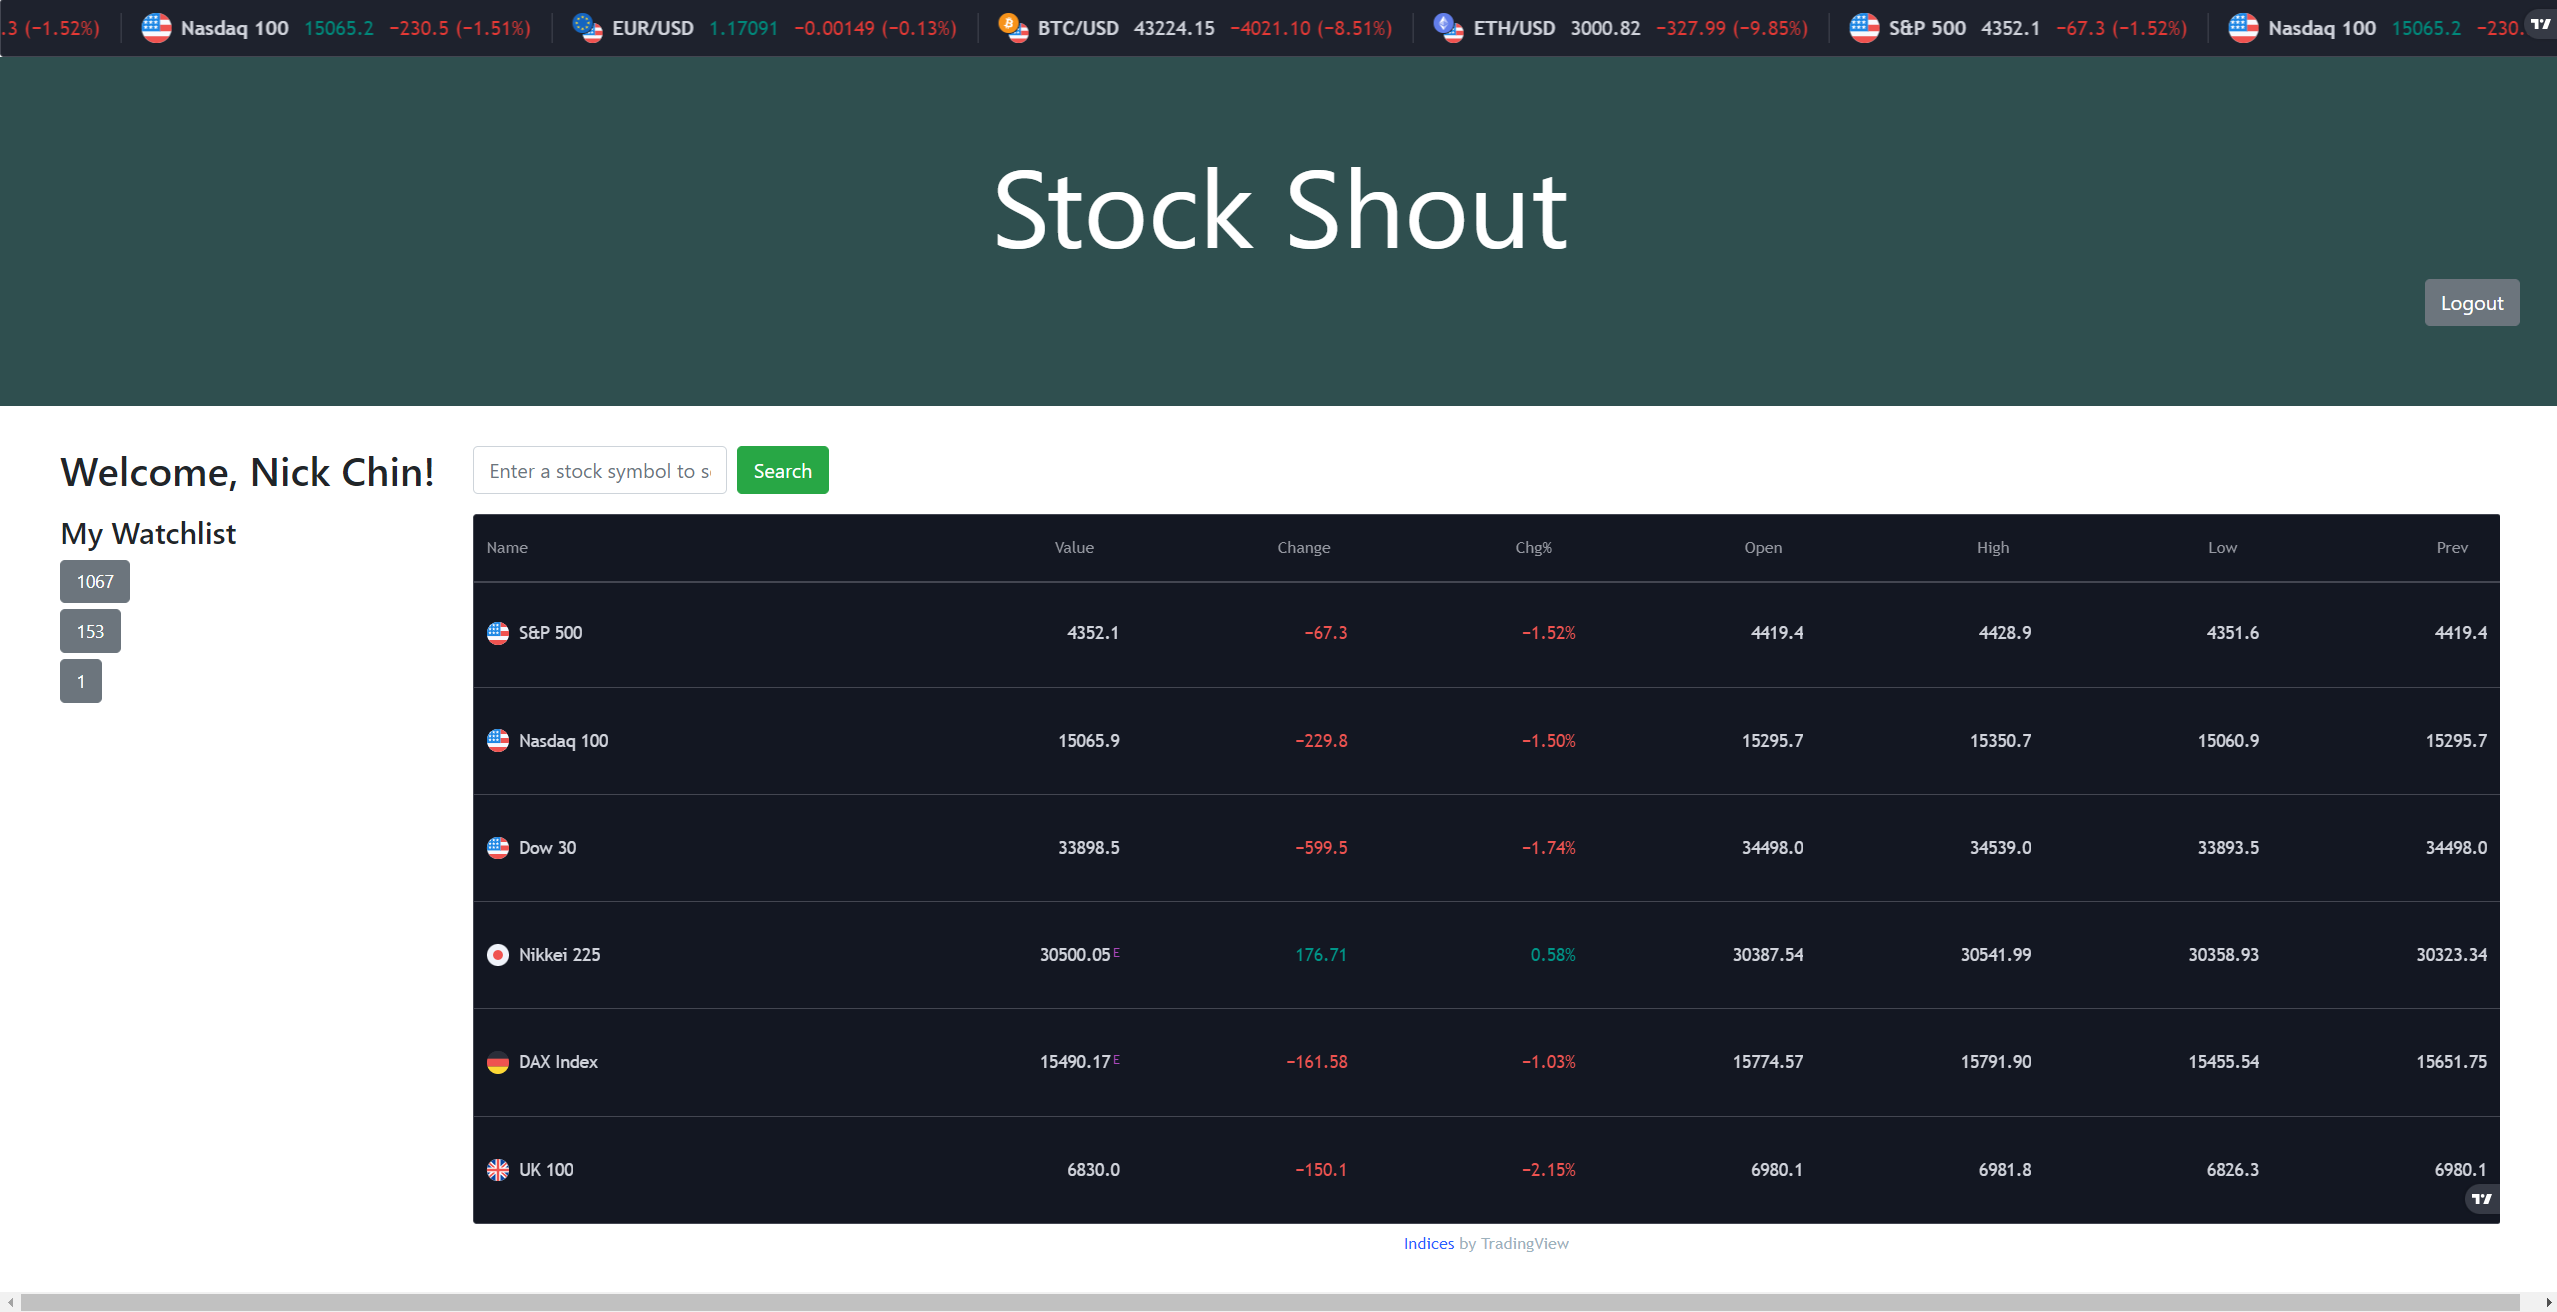 .3 (−1.52%) Nasdaq 100 15065.2 −230.5 (−1.51%) EUR/USD 1.17091 −0.00149 (−0.13%) BTC/USD 43224.15 −4021.10 (−8.51%) ETH/USD 3000.82 −327.99 (−9.85%) S&P 500 4352.1 −67.3 (−1.52%) Nasdaq 100 15065.2 −230.
Stock Shout
Logout
Welcome, Nick Chin!
Enter a stock symbol to s
Search
My Watchlist
1067
153
1
Name Value Change Chg% Open High Low Prev
S&P 500 4352.1 −67.3 −1.52% 4419.4 4428.9 4351.6 4419.4
Nasdaq 100 15065.9 −229.8 −1.50% 15295.7 15350.7 15060.9 15295.7
Dow 30 33898.5 −599.5 −1.74% 34498.0 34539.0 33893.5 34498.0
Nikkei 225 30500.05 E 176.71 0.58% 30387.54 30541.99 30358.93 30323.34
DAX Index 15490.17 E −161.58 −1.03% 15774.57 15791.90 15455.54 15651.75
UK 100 6830.0 −150.1 −2.15% 6980.1 6981.8 6826.3 6980.1
Indices by TradingView